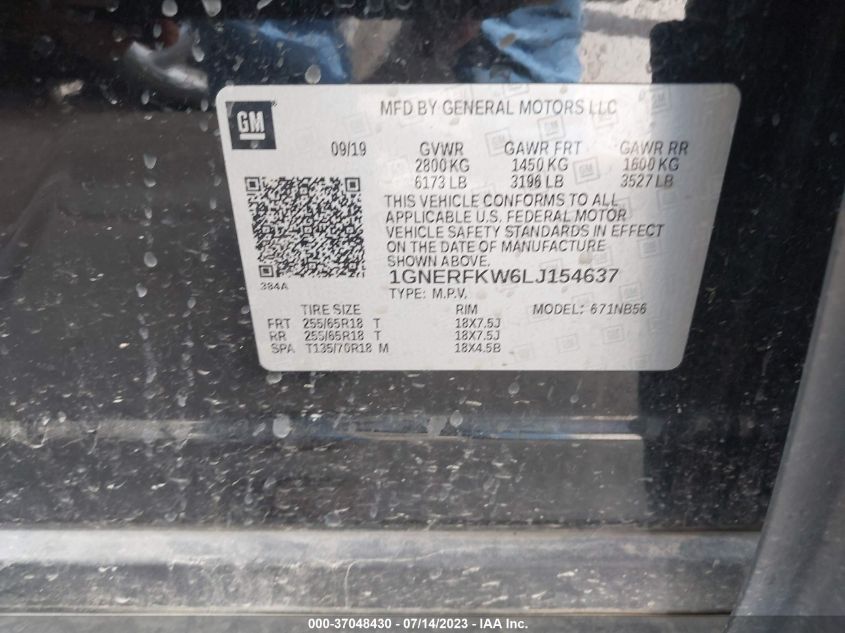 GM
MFD BY GENERAL MOTORS LLC
09/19 GVWR GAWR FRT GAWR RR
2800 KG 1450 KG 1600 KG
6173 LB 3196 LB 3527 LB
THIS VEHICLE CONFORMS TO ALL
APPLICABLE U.S. FEDERAL MOTOR
VEHICLE SAFETY STANDARDS IN EFFECT
ON THE DATE OF MANUFACTURE
SHOWN ABOVE.
384A
1GNERFKW6LJ154637
TYPE: M.P.V.
TIRE SIZE RIM MODEL: 671NB56
FRT 255/65R18 T 18X7.5J
RR 255/65R18 T 18X7.5J
SPA T135/70R18 M 18X4.5B
000-37048430 - 07/14/2023 - IAA Inc.